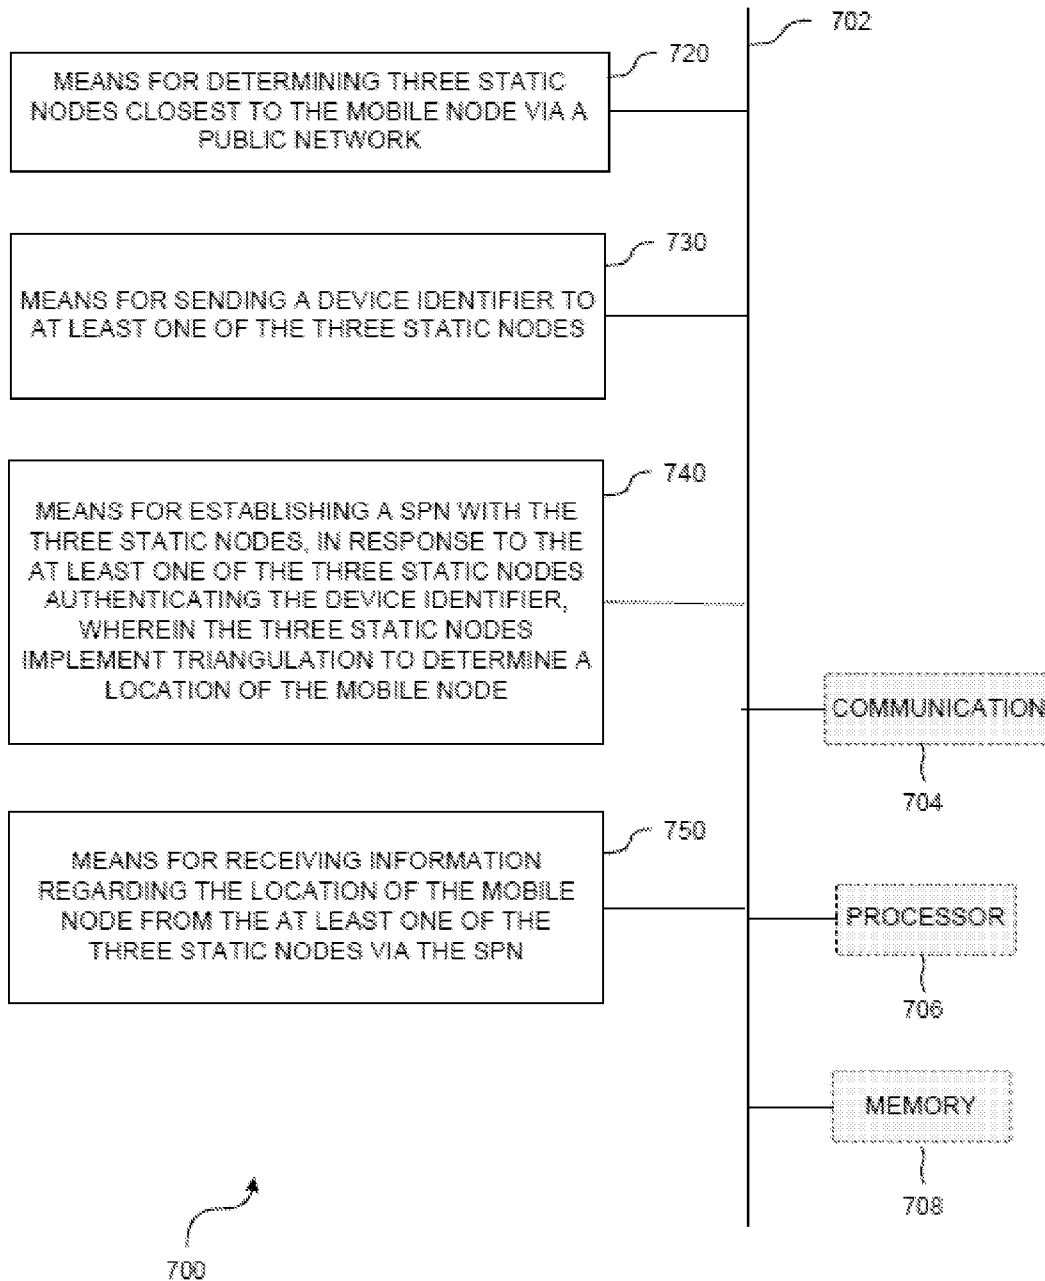 702
720
MEANS FOR DETERMINING THREE STATIC
NODES CLOSEST TO THE MOBILE NODE VIA A
PUBLIC NETWORK
730
MEANS FOR SENDING A DEVICE IDENTIFIER TO
AT LEAST ONE OF THE THREE STATIC NODES
740
MEANS FOR ESTABLISHING A SPN WITH THE
THREE STATIC NODES, IN RESPONSE TO THE
AT LEAST ONE OF THE THREE STATIC NODES
AUTHENTICATING THE DEVICE IDENTIFIER,
WHEREIN THE THREE STATIC NODES
IMPLEMENT TRIANGULATION TO DETERMINE A
LOCATION OF THE MOBILE NODE
COMMUNICATION
704
750
MEANS FOR RECEIVING INFORMATION
REGARDING THE LOCATION OF THE MOBILE
NODE FROM THE AT LEAST ONE OF THE
THREE STATIC NODES VIA THE SPN
PROCESSOR
706
MEMORY
708
700